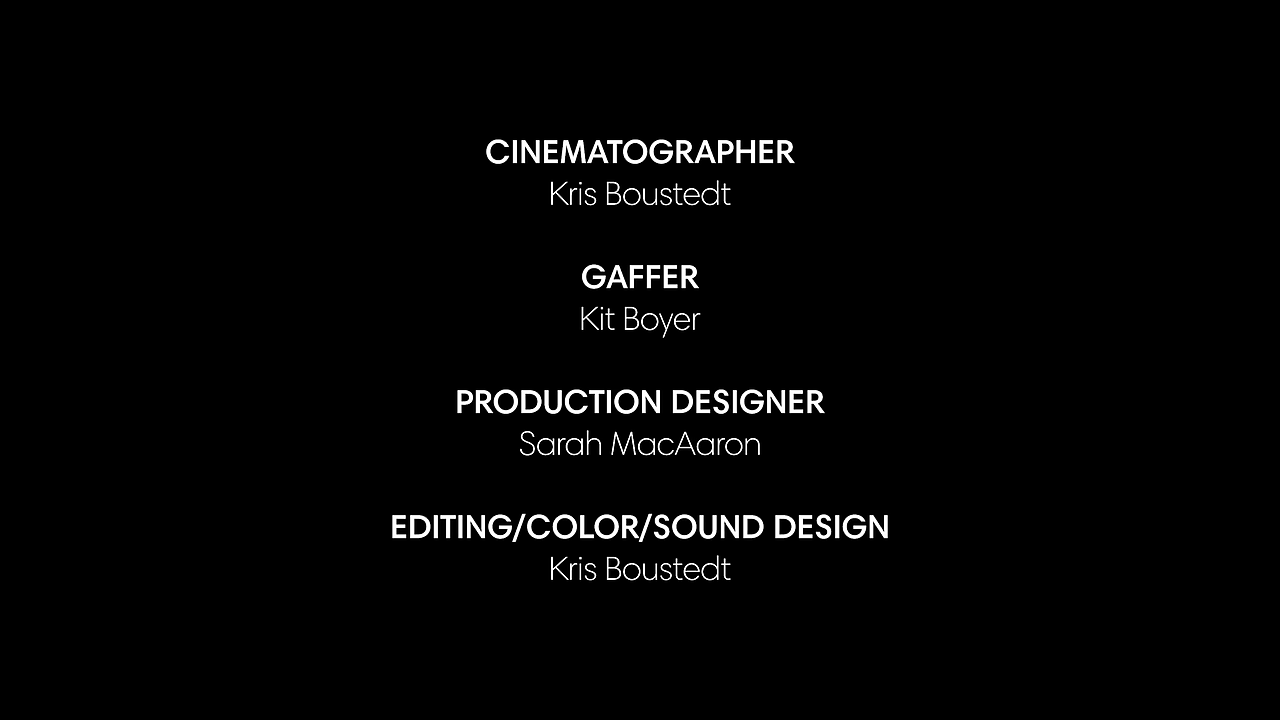 CINEMATOGRAPHER
Kris Boustedt
GAFFER
Kit Boyer
PRODUCTION DESIGNER
Sarah MacAaron
EDITING/COLOR/SOUND DESIGN
Kris Boustedt